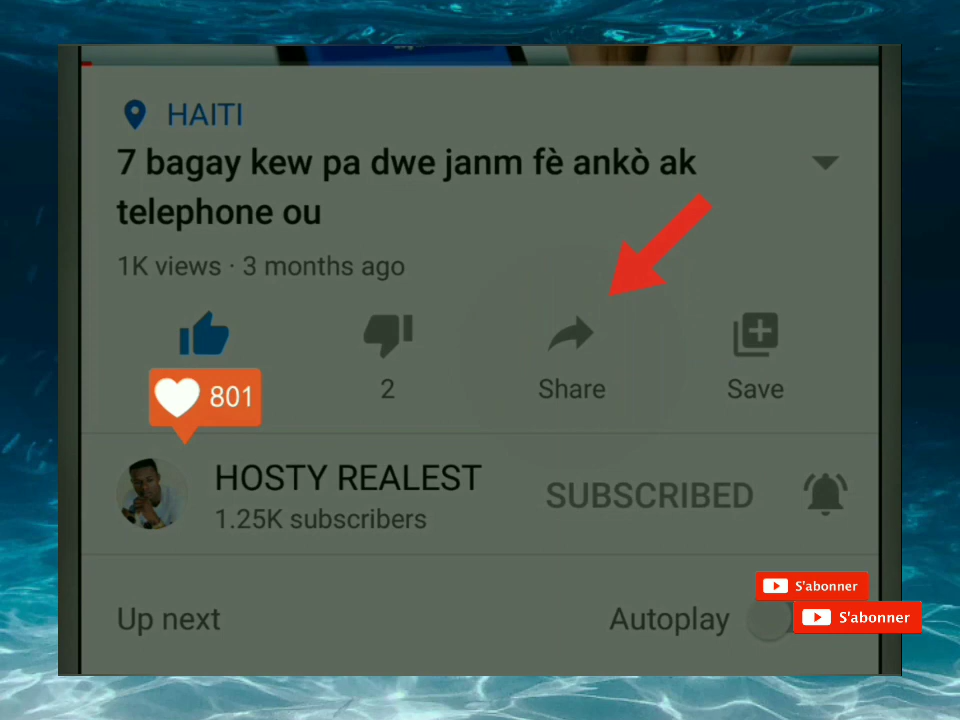 HAITI
7 bagay kew pa dwe janm fè ankò ak
telephone ou
1K views · 3 months ago
801
2
Share
Save
HOSTY REALEST
1.25K subscribers
SUBSCRIBED
S'abonner
S'abonner
Up next
Autoplay